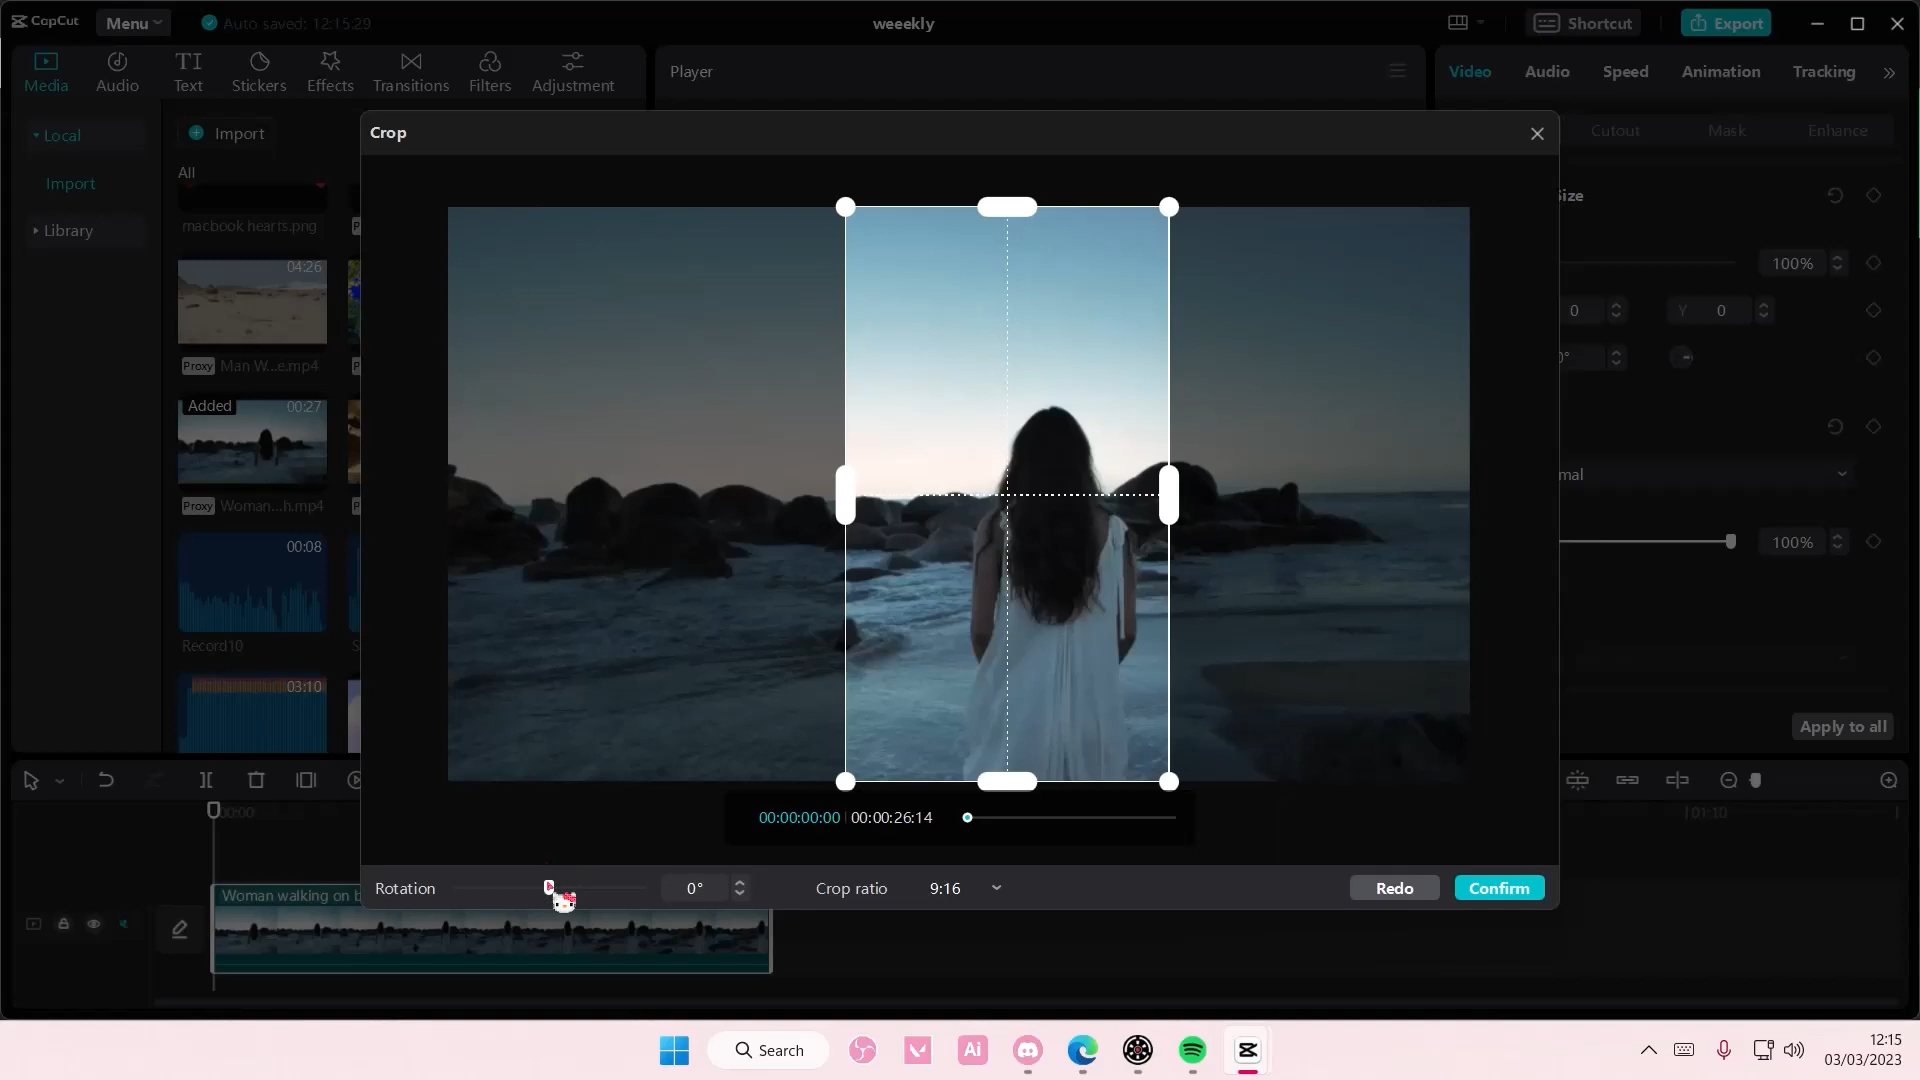 CapCut
Menu
Auto saved: 12:15:29
weeekly
Shortcut
Export
Media
Audio
Text
Stickers
Effects
Transitions
Filters
Adjustment
Player
Video
Audio
Speed
Animation
Tracking
Local
Import
Library
Import
All
macbook hearts.png
04:26
Proxy
Man W...e.mp4
Added
00:27
Proxy
Woman...h.mp4
00:08
Record10
03:10
Crop
Cutout
Mask
Enhance
100%
0
Y
0
100%
Apply to all
00:00:00:00
00:00:26:14
Rotation
0°
Crop ratio
9:16
Redo
Confirm
00:00
01:10
Woman walking on b
Search
Ai
12:15
03/03/2023